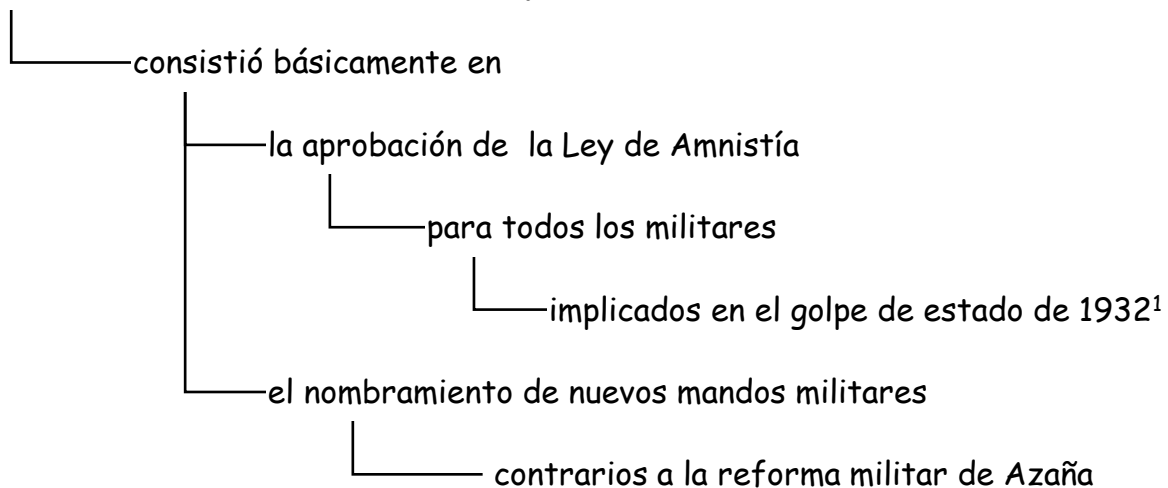 consistió básicamente en
la aprobación de la Ley de Amnistía
para todos los militares
implicados en el golpe de estado de 1932¹
el nombramiento de nuevos mandos militares
contrarios a la reforma militar de Azaña